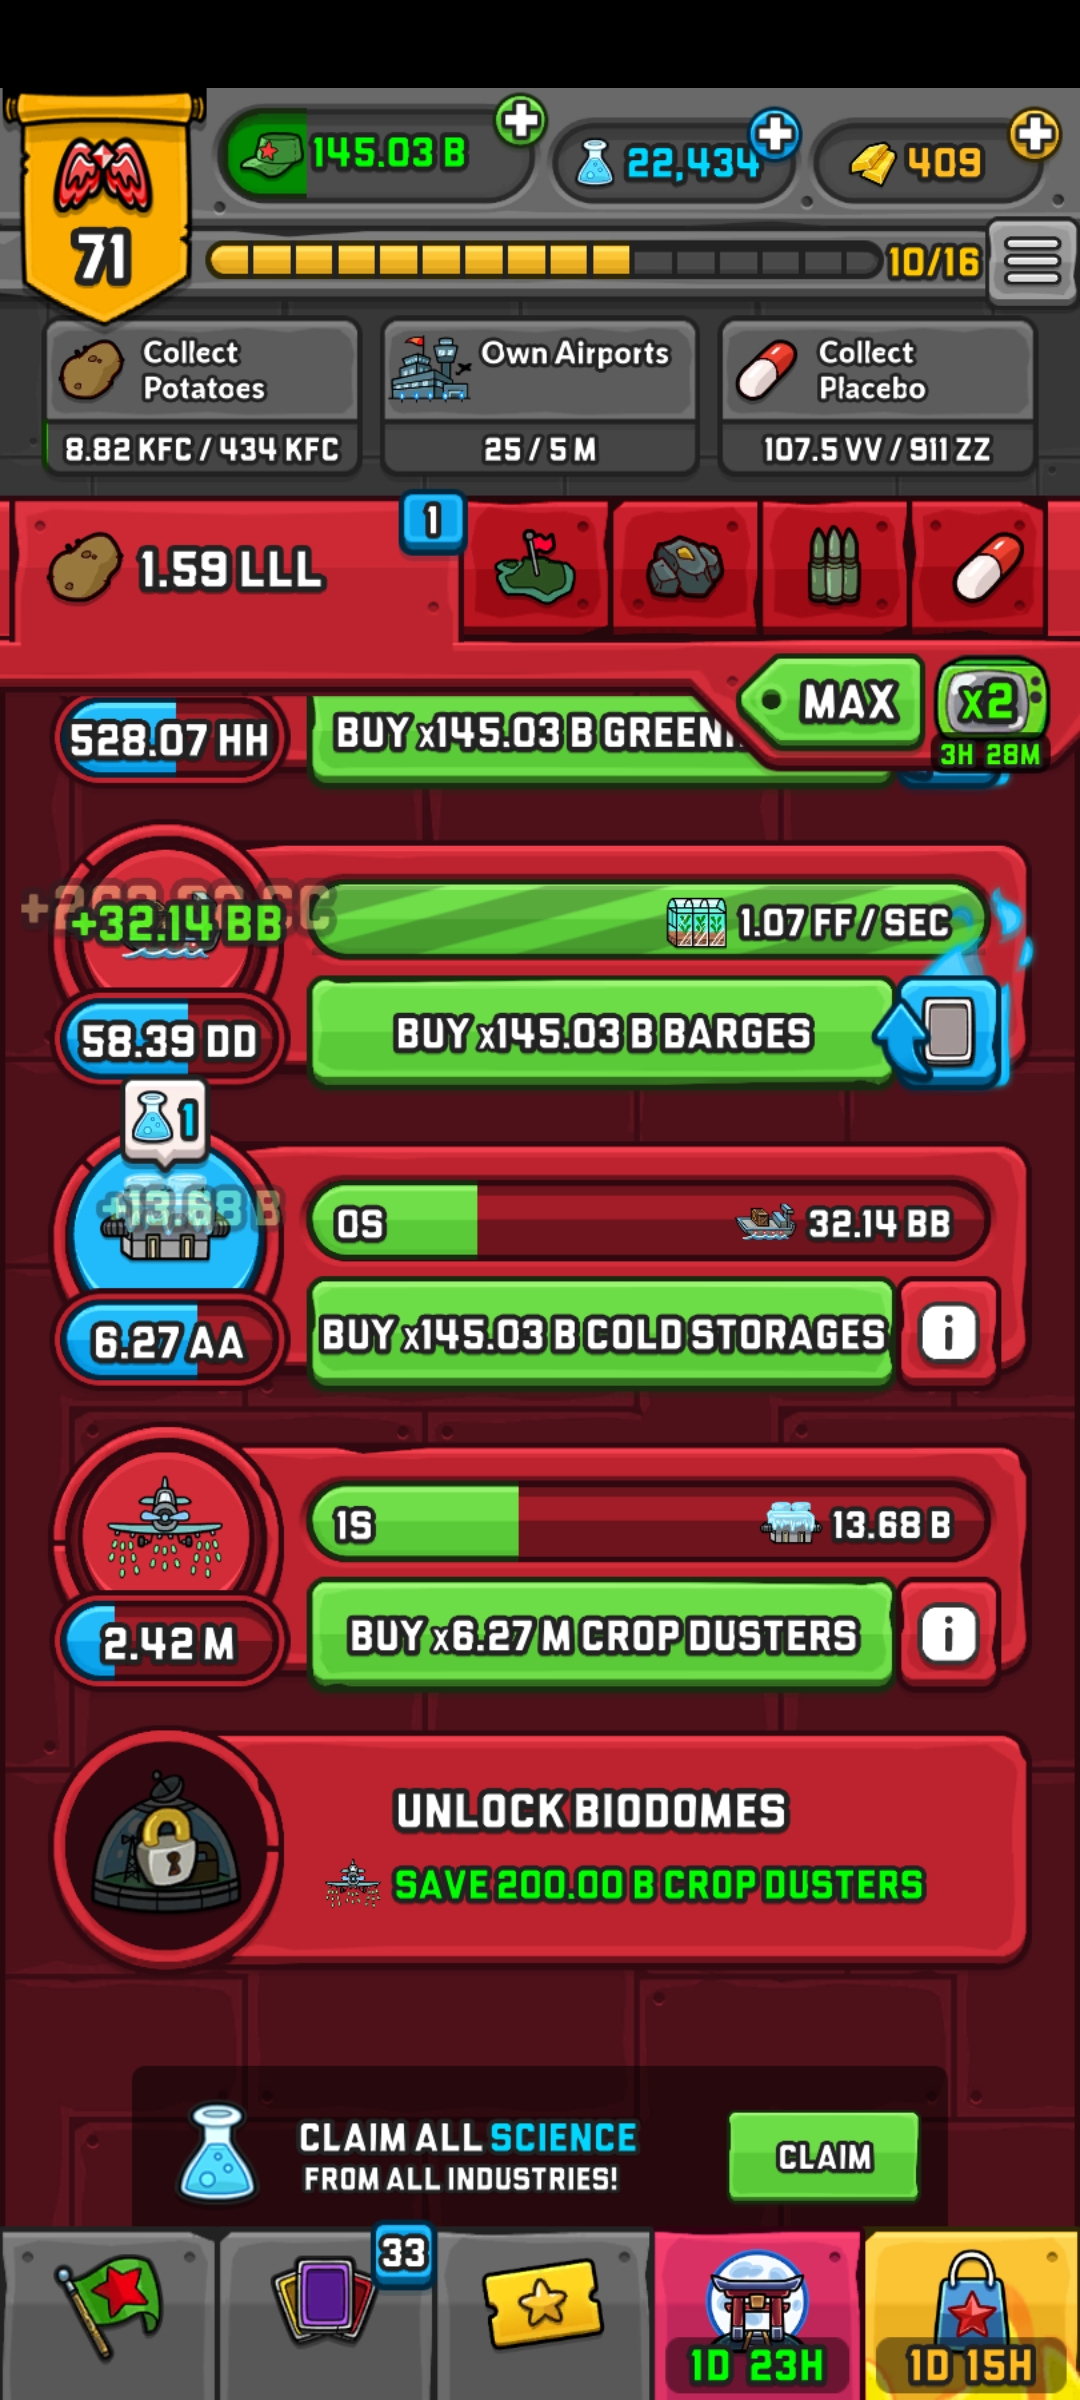 71
145.03 B
22,434
409
10/16
Collect
Potatoes
8.82 KFC / 434 KFC
Own Airports
25 / 5 M
Collect
Placebo
107.5 VV / 911 ZZ
1.59 LLL
1
MAX
x2
3H 28M
528.07 HH
BUY x145.03 B GREEN
+32.14 BB
1.07 FF / SEC
58.39 DD
BUY x145.03 B BARGES
1
+13.68 B
0S
32.14 BB
6.27 AA
BUY x145.03 B COLD STORAGES
i
1S
13.68 B
2.42 M
BUY x6.27 M CROP DUSTERS
i
UNLOCK BIODOMES
SAVE 200.00 B CROP DUSTERS
CLAIM ALL SCIENCE
FROM ALL INDUSTRIES!
CLAIM
33
1D 23H
1D 15H